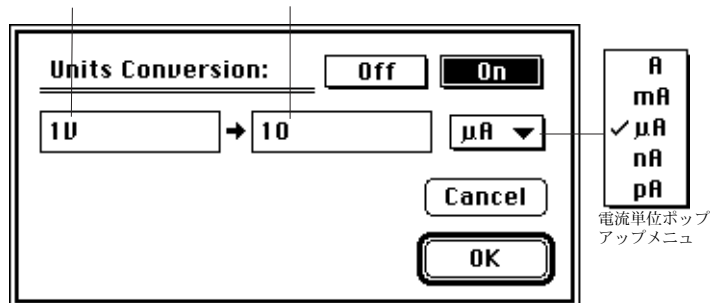 Units Conversion: Off On
1V → 10 µA ▼
Cancel
OK
A
mA
✓µA
nA
pA
電流単位ポップ
アップメニュ